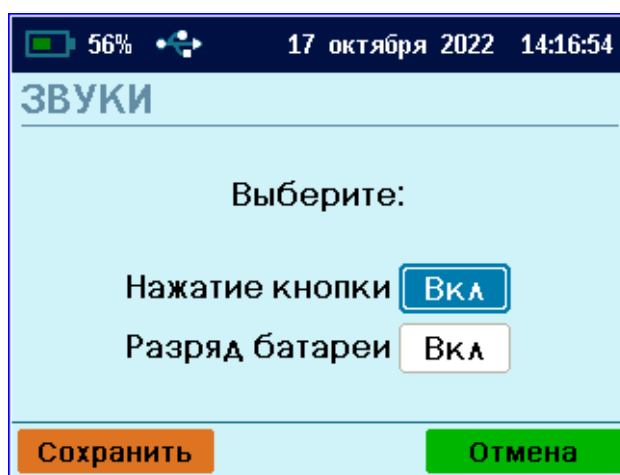 56% 17 октября 2022 14:16:54
ЗВУКИ
Выберите:
Нажатие кнопки Вкл
Разряд батареи Вкл
Сохранить Отмена